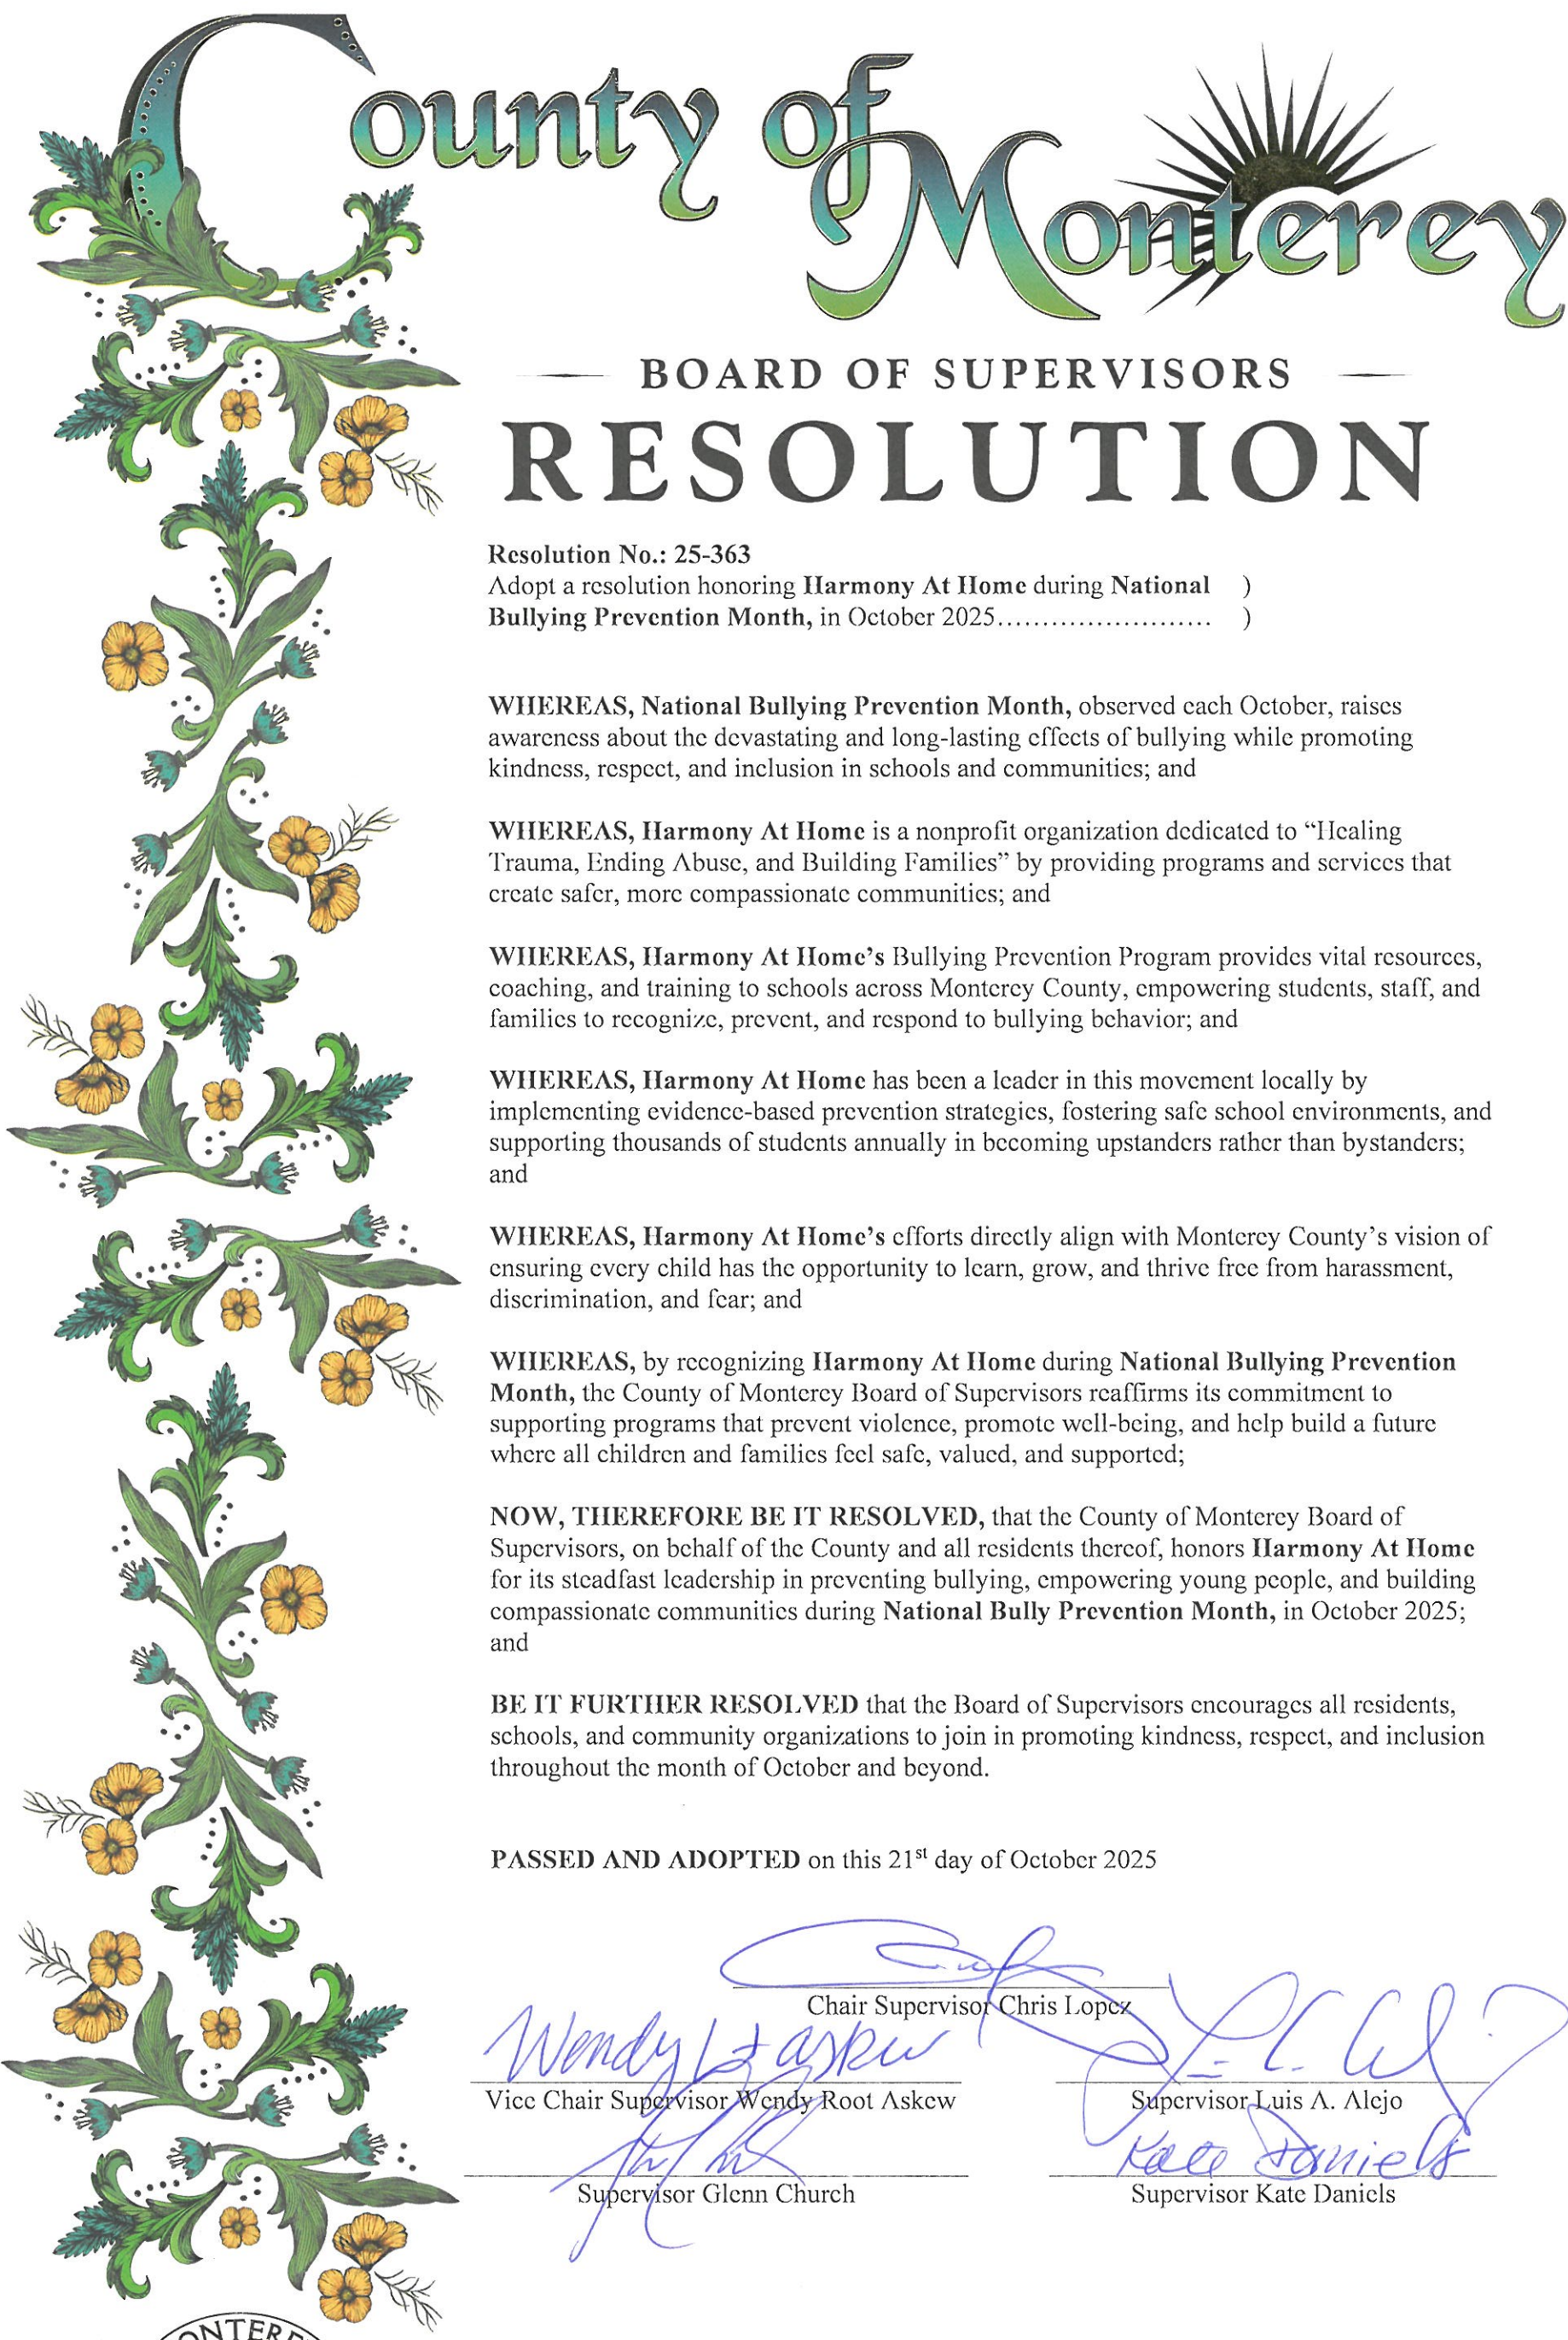 County of
Monterey
BOARD OF SUPERVISORS
RESOLUTION
Resolution No.: 25-363
Adopt a resolution honoring Harmony At Home during National )
Bullying Prevention Month, in October 2025........................ )
WHEREAS, National Bullying Prevention Month, observed each October, raises
awareness about the devastating and long-lasting effects of bullying while promoting
kindness, respect, and inclusion in schools and communities; and
WHEREAS, Harmony At Home is a nonprofit organization dedicated to “Healing
Trauma, Ending Abuse, and Building Families” by providing programs and services that
create safer, more compassionate communities; and
WHEREAS, Harmony At Home’s Bullying Prevention Program provides vital resources,
coaching, and training to schools across Monterey County, empowering students, staff, and
families to recognize, prevent, and respond to bullying behavior; and
WHEREAS, Harmony At Home has been a leader in this movement locally by
implementing evidence-based prevention strategies, fostering safe school environments, and
supporting thousands of students annually in becoming upstanders rather than bystanders;
and
WHEREAS, Harmony At Home’s efforts directly align with Monterey County’s vision of
ensuring every child has the opportunity to learn, grow, and thrive free from harassment,
discrimination, and fear; and
WHEREAS, by recognizing Harmony At Home during National Bullying Prevention
Month, the County of Monterey Board of Supervisors reaffirms its commitment to
supporting programs that prevent violence, promote well-being, and help build a future
where all children and families feel safe, valued, and supported;
NOW, THEREFORE BE IT RESOLVED, that the County of Monterey Board of
Supervisors, on behalf of the County and all residents thereof, honors Harmony At Home
for its steadfast leadership in preventing bullying, empowering young people, and building
compassionate communities during National Bully Prevention Month, in October 2025;
and
BE IT FURTHER RESOLVED that the Board of Supervisors encourages all residents,
schools, and community organizations to join in promoting kindness, respect, and inclusion
throughout the month of October and beyond.
PASSED AND ADOPTED on this 21st day of October 2025
Chair Supervisor Chris Lopez
Wendy Askew
Vice Chair Supervisor Wendy Root Askew
Supervisor Luis A. Alejo
Kate Daniels
Supervisor Glenn Church
Supervisor Kate Daniels